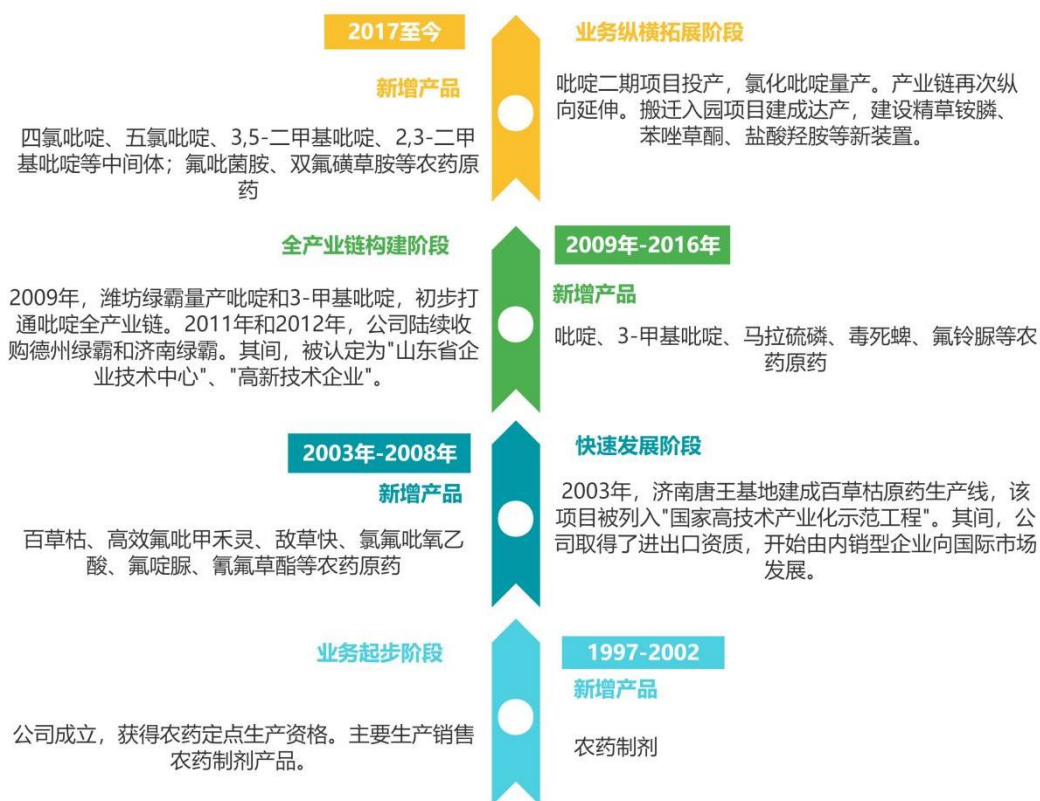 2017至今
新增产品
四氯吡啶、五氯吡啶、3,5-二甲基吡啶、2,3-二甲
基吡啶等中间体；氟吡菌胺、双氟磺草胺等农药原
药
业务纵横拓展阶段
吡啶二期项目投产，氯化吡啶量产。产业链再次纵
向延伸。搬迁入园项目建成达产，建设精草铵膦、
苯唑草酮、盐酸羟胺等新装置。
全产业链构建阶段
2009年，潍坊绿霸量产吡啶和3-甲基吡啶，初步打
通吡啶全产业链。2011年和2012年，公司陆续收
购德州绿霸和济南绿霸。其间，被认定为"山东省企
业技术中心"、"高新技术企业"。
2009年-2016年
新增产品
吡啶、3-甲基吡啶、马拉硫磷、毒死蜱、氟铃脲等农
药原药
2003年-2008年
新增产品
百草枯、高效氟吡甲禾灵、敌草快、氯氟吡氧乙
酸、氟啶脲、氰氟草酯等农药原药
快速发展阶段
2003年，济南唐王基地建成百草枯原药生产线，该
项目被列入"国家高技术产业化示范工程"。其间，公
司取得了进出口资质，开始由内销型企业向国际市场
发展。
业务起步阶段
公司成立，获得农药定点生产资格。主要生产销售
农药制剂产品。
1997-2002
新增产品
农药制剂